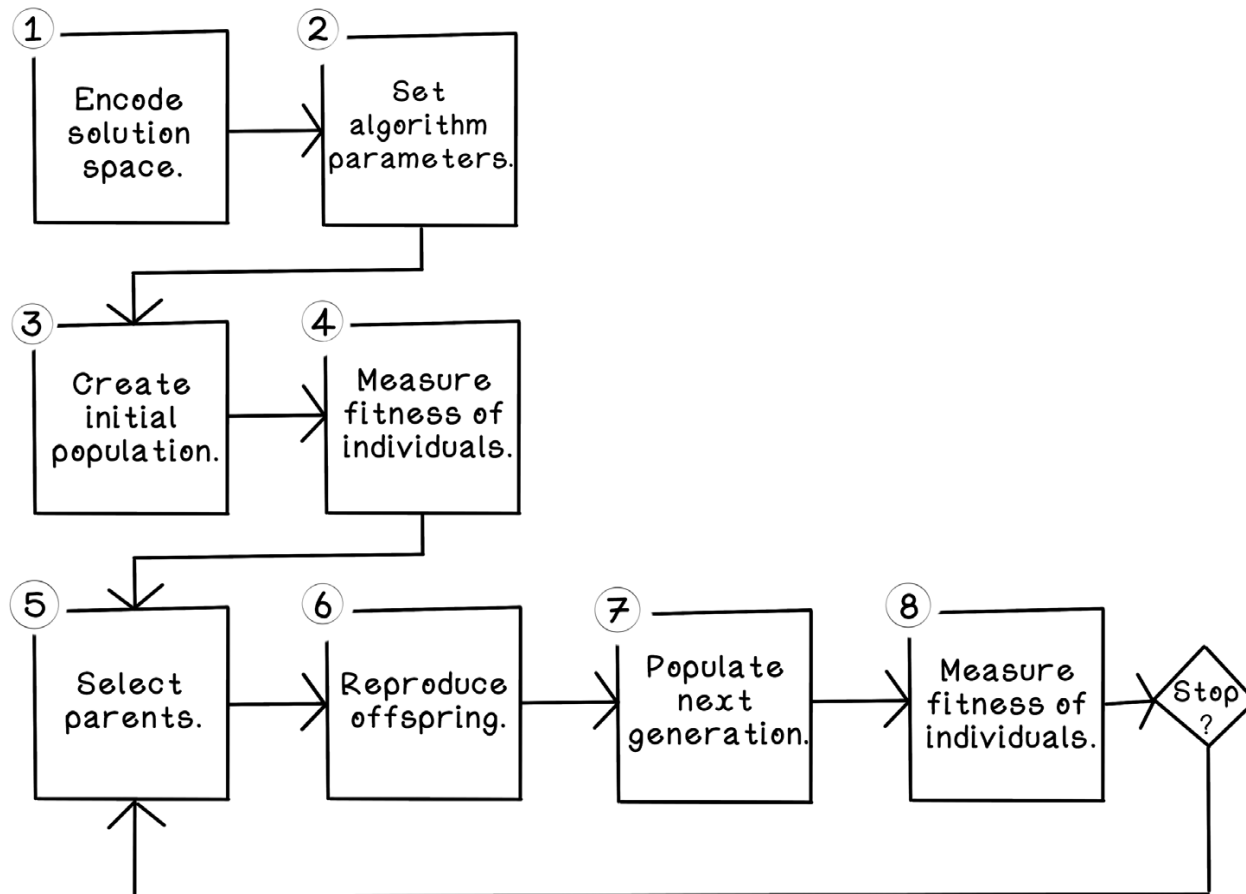 1
Encode
solution
space.
2
Set
algorithm
parameters.
3
Create
initial
population.
4
Measure
fitness of
individuals.
5
Select
parents.
6
Reproduce
offspring.
7
Populate
next
generation.
8
Measure
fitness of
individuals.
Stop
?